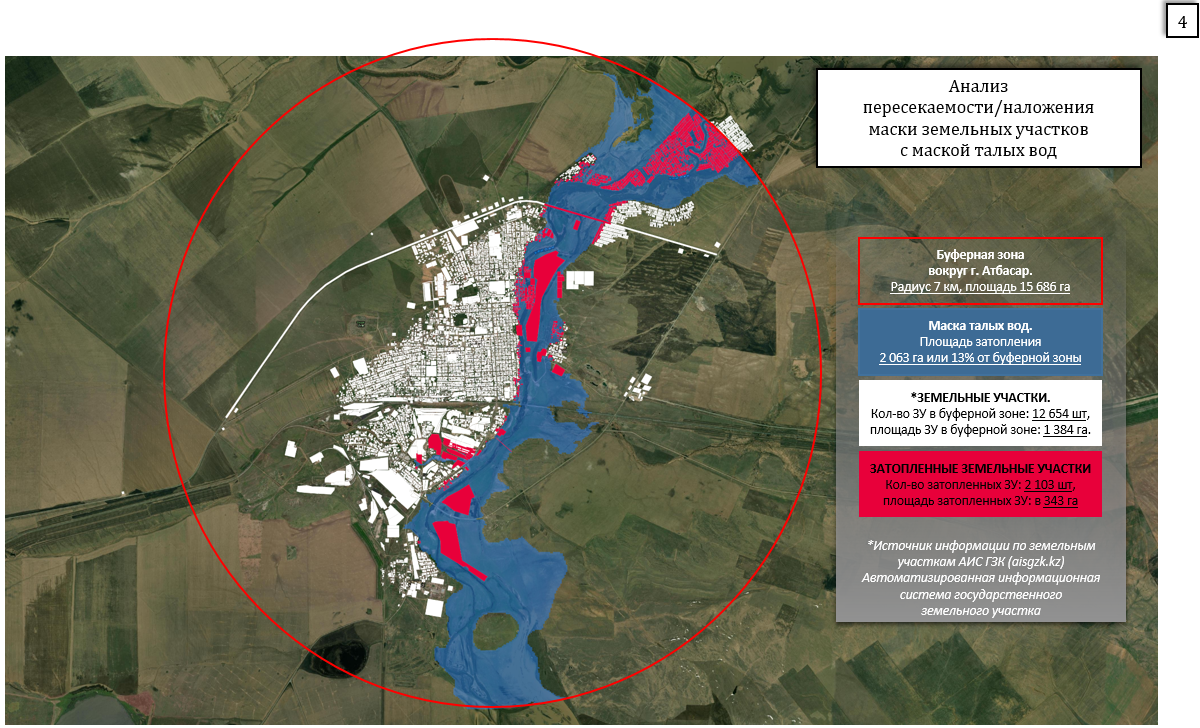 4
Анализ
пересекаемости/наложения
маски земельных участков
с маской талых вод
Буферная зона
вокруг г. Атбасар.
Радиус 7 км, площадь 15 686 га
Маска талых вод.
Площадь затопления
2 063 га или 13% от буферной зоны
*ЗЕМЕЛЬНЫЕ УЧАСТКИ.
Кол-во ЗУ в буферной зоне: 12 654 шт,
площадь ЗУ в буферной зоне: 1 384 га.
ЗАТОПЛЕННЫЕ ЗЕМЕЛЬНЫЕ УЧАСТКИ
Кол-во затопленных ЗУ: 2 103 шт,
площадь затопленных ЗУ: в 343 га
*Источник информации по земельным
участкам АИС ГЗК (aisgzk.kz)
Автоматизированная информационная
система государственного
земельного участка